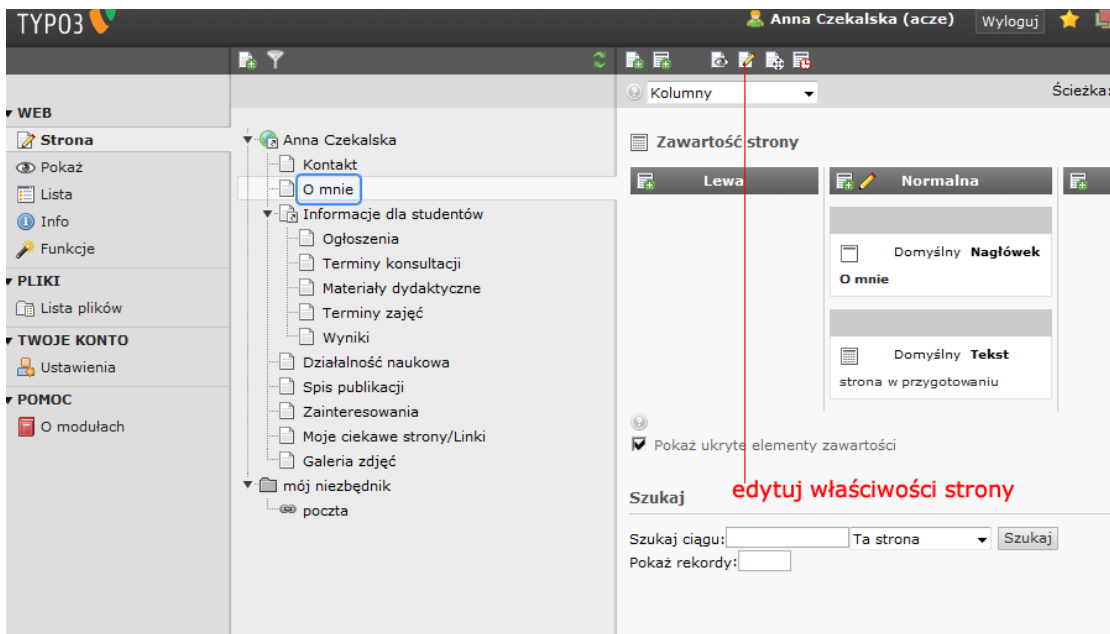 TYPO3
Anna Czekalska (acze)
Wyloguj
Kolumny
Ścieżka:
WEB
Strona
Pokaż
Lista
Info
Funkcje
PLIKI
Lista plików
TWOJE KONTO
Ustawienia
POMOC
O modułach
Anna Czekalska
Kontakt
O mnie
Informacje dla studentów
Ogłoszenia
Terminy konsultacji
Materiały dydaktyczne
Terminy zajęć
Wyniki
Działalność naukowa
Spis publikacji
Zainteresowania
Moje ciekawe strony/Linki
Galeria zdjęć
mój niezbędnik
poczta
Zawartość strony
Lewa
Normalna
Domyślny Nagłówek
O mnie
Domyślny Tekst
strona w przygotowaniu
Pokaż ukryte elementy zawartości
edytuj właściwości strony
Szukaj
Szukaj ciągu:
Ta strona
Szukaj
Pokaż rekordy: